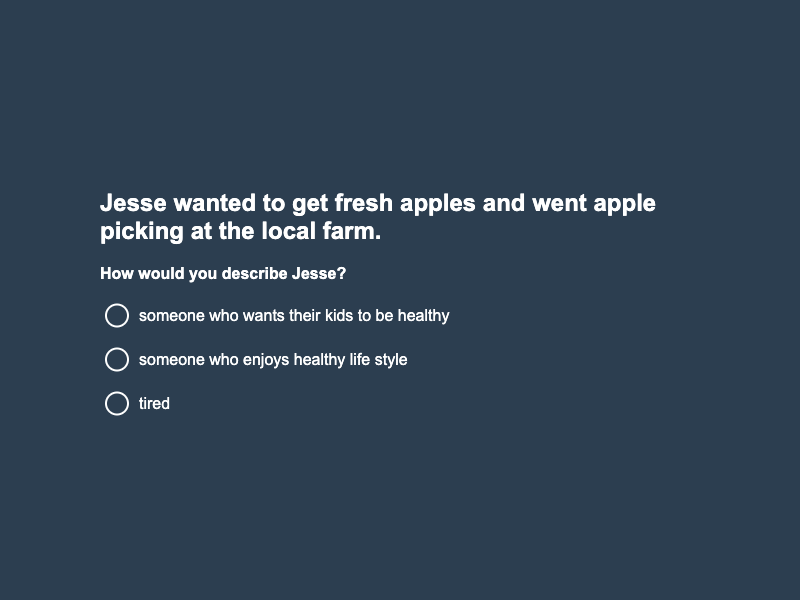 Jesse wanted to get fresh apples and went apple
picking at the local farm.
How would you describe Jesse?
someone who wants their kids to be healthy
someone who enjoys healthy life style
tired